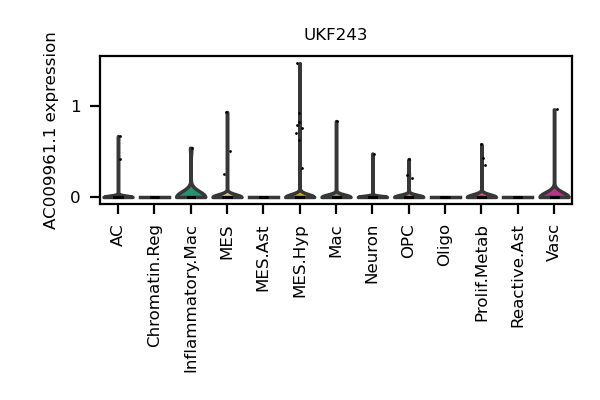 UKF243
AC009961.1 expression
1
0
AC
Chromatin.Reg
Inflammatory.Mac
MES
MES.Ast
MES.Hyp
Mac
Neuron
OPC
Oligo
Prolif.Metab
Reactive.Ast
Vasc